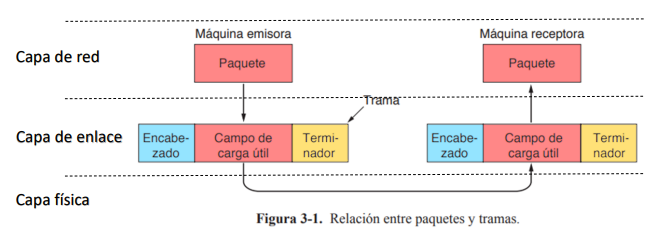 Máquina emisora
Máquina receptora
Capa de red
Paquete
Paquete
Trama
Capa de enlace
Encabe-
zado
Campo de
carga útil
Termi-
nador
Encabe-
zado
Campo de
carga útil
Termi-
nador
Capa física
Figura 3-1. Relación entre paquetes y tramas.